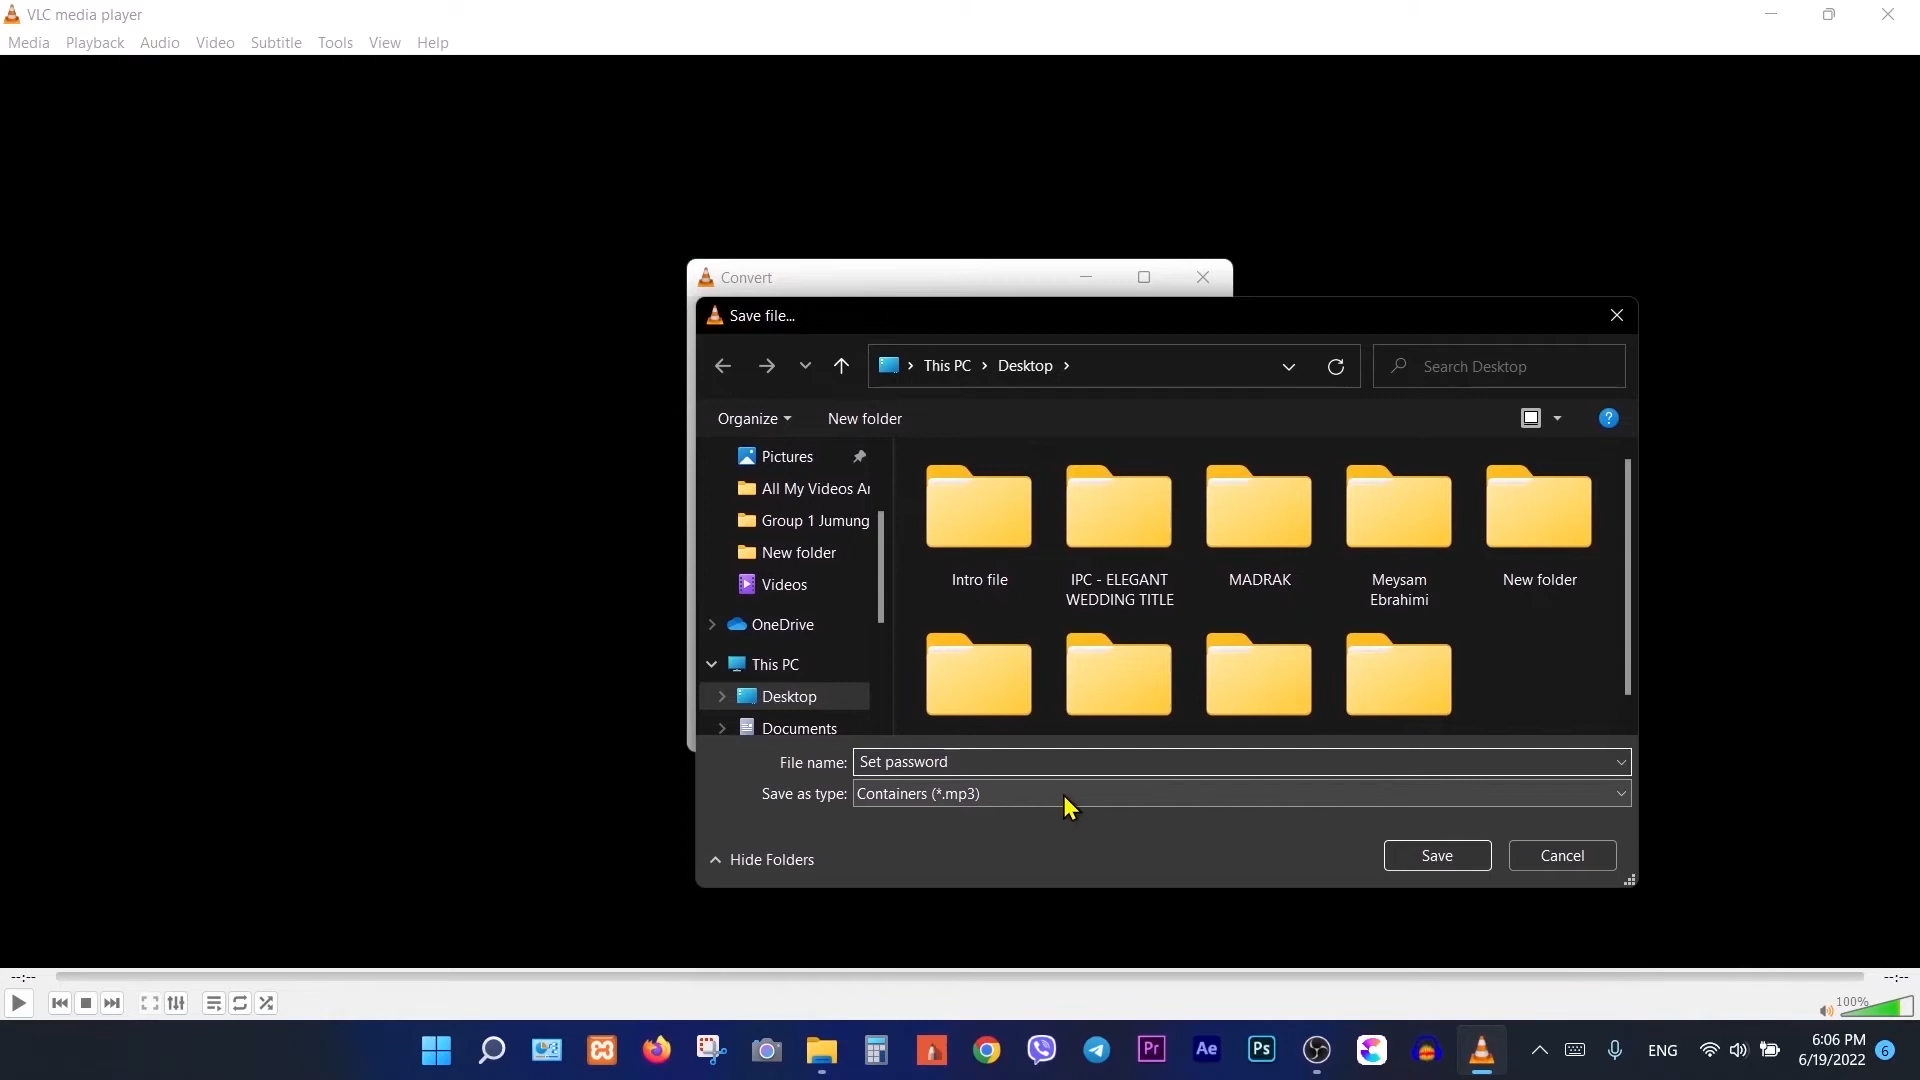 VLC media player
Media Playback Audio Video Subtitle Tools View Help
Convert
Save file...
This PC Desktop
Search Desktop
Organize New folder
Pictures
All My Videos Ar
Group 1 Jumung
New folder
Videos
OneDrive
This PC
Desktop
Documents
Intro file
IPC - ELEGANT
WEDDING TITLE
MADRAK
Meysam
Ebrahimi
New folder
File name: Set password
Save as type: Containers (*.mp3)
Hide Folders
Save Cancel
--:-- --:--
100%
Pr Ae Ps ENG
6:06 PM
6/19/2022
6